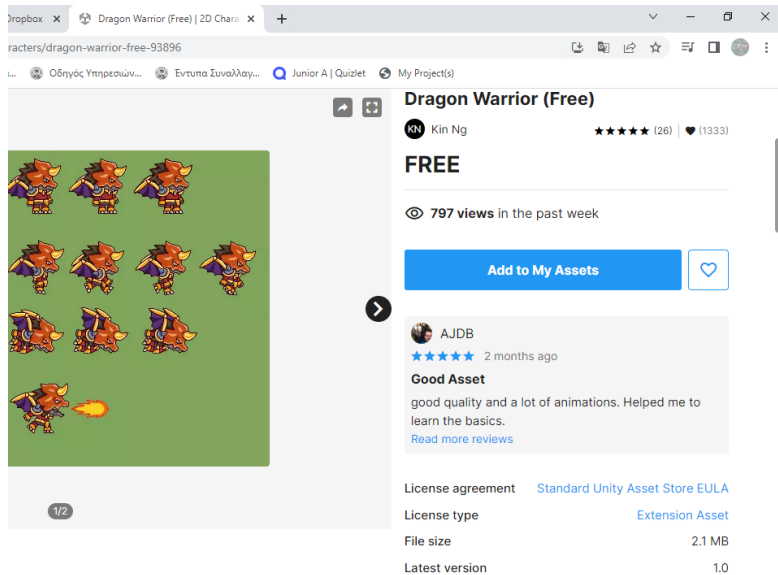 Dropbox
Dragon Warrior (Free) | 2D Chara
racters/dragon-warrior-free-93896
Οδηγός Υπηρεσιών...
Έντυπα Συναλλαγ...
Junior A | Quizlet
My Project(s)
Dragon Warrior (Free)
KN Kin Ng
(26) (1333)
FREE
797 views in the past week
Add to My Assets
AJDB
2 months ago
Good Asset
good quality and a lot of animations. Helped me to
learn the basics.
Read more reviews
1/2
License agreement Standard Unity Asset Store EULA
License type Extension Asset
File size 2.1 MB
Latest version 1.0